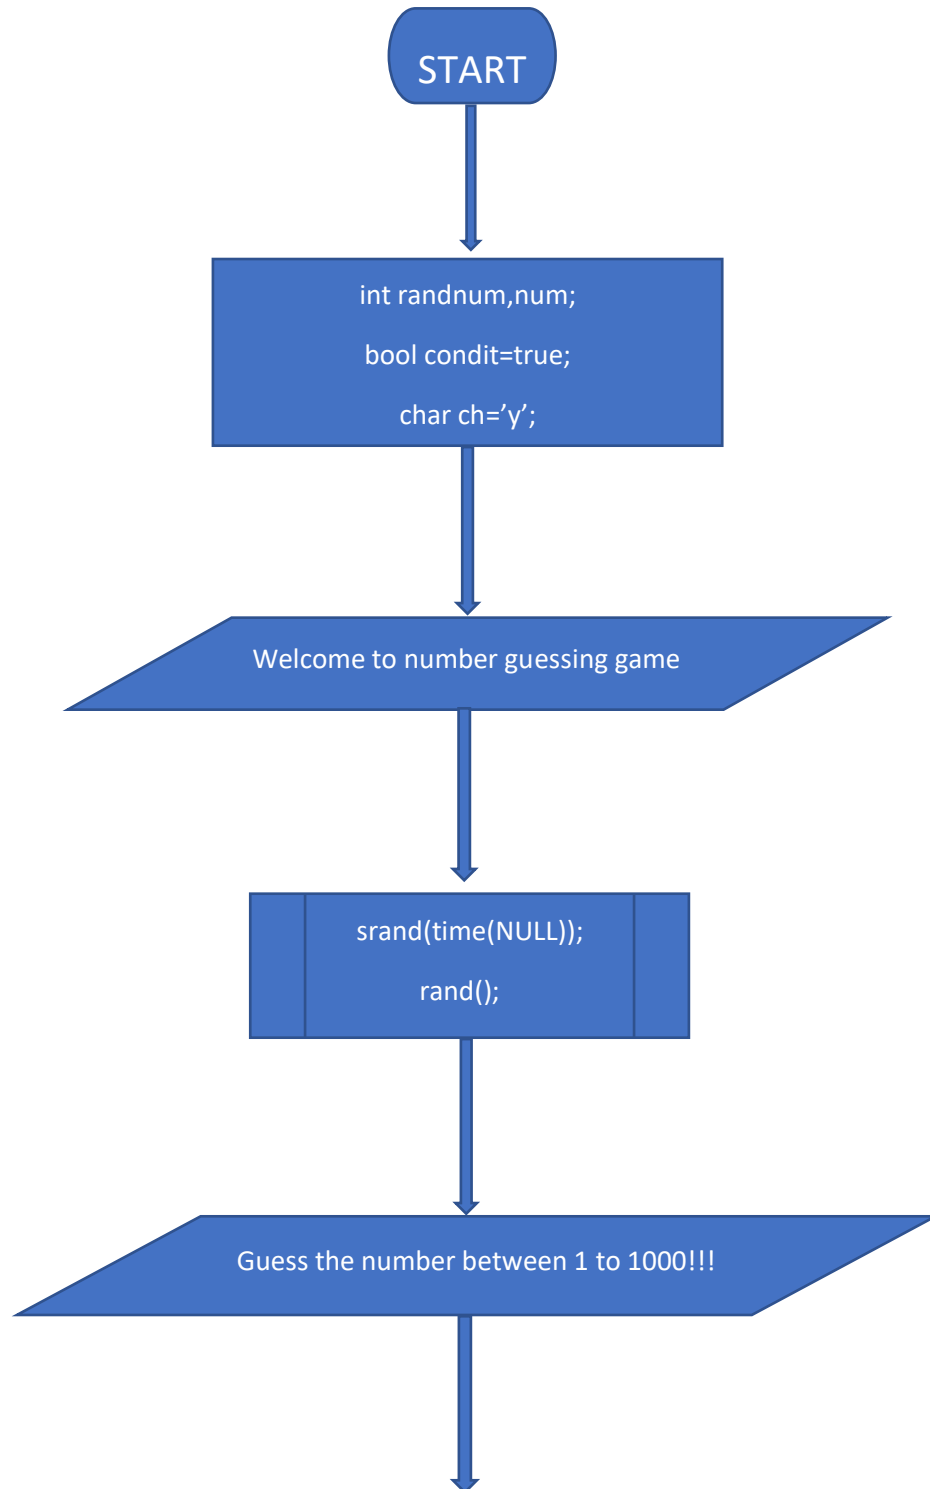 START
int randnum,num;
bool condit=true;
char ch=’y’;
Welcome to number guessing game
srand(time(NULL));
rand();
Guess the number between 1 to 1000!!!